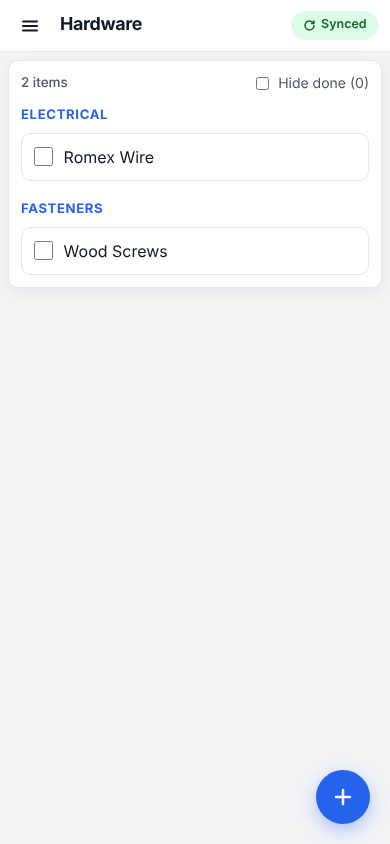 Hardware
Synced
2 items
Hide done (0)
ELECTRICAL
Romex Wire
FASTENERS
Wood Screws